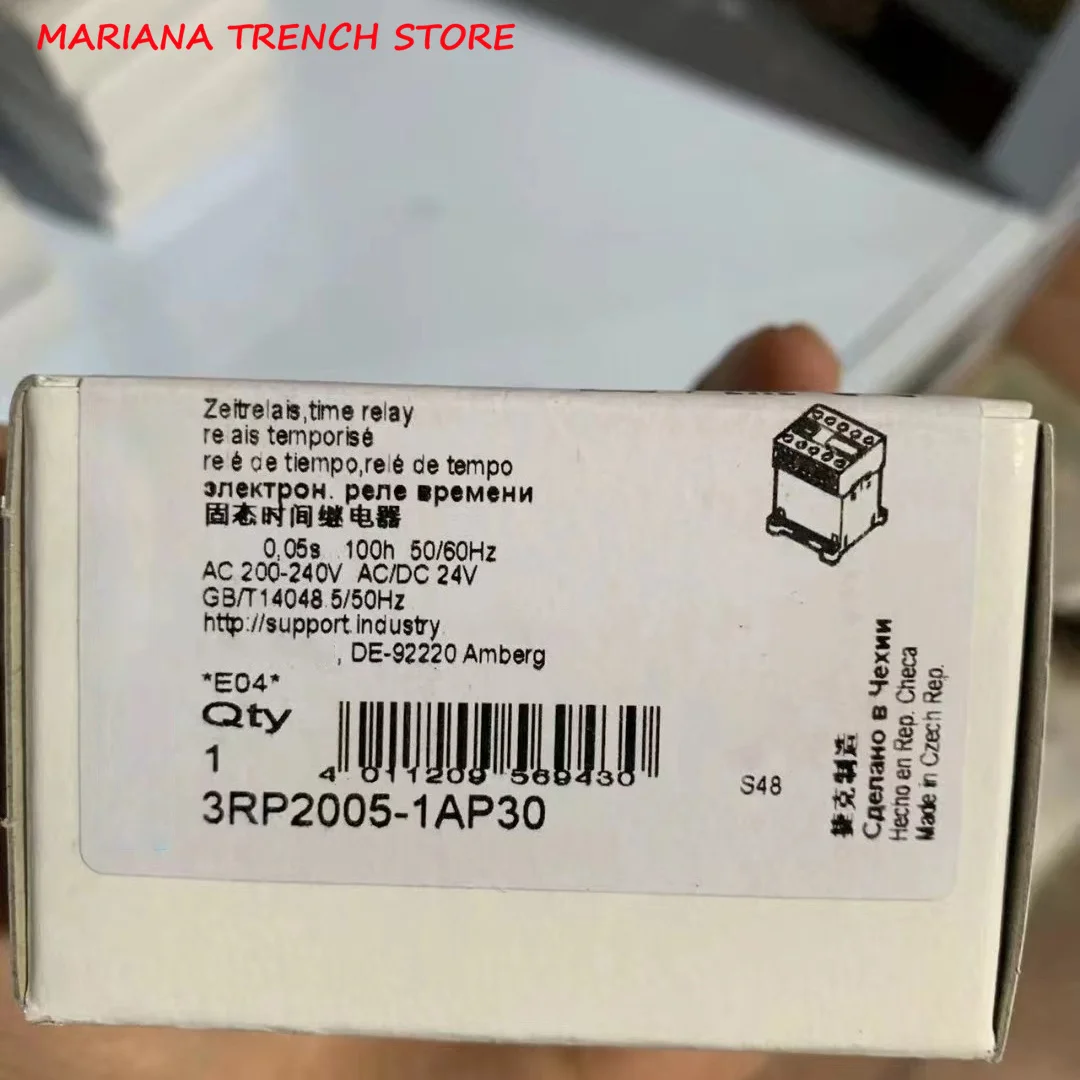 MARIANA TRENCH STORE
Zeitrelais,time relay
re ais temporisé
re é de tiempo,relé de tempo
электрон. реле времени
固态时间继电器
0,05s 100h 50/60Hz
AC 200-240V AC/DC 24V
GB/T14048 5/50Hz
http://support industry
, DE-92220 Amberg
*E04*
Qty
1
4 011209 569430
3RP2005-1AP30
S48
捷克制造
Сделано в Чехии
Hecho en Rep. Checa
Made in Czech Rep.